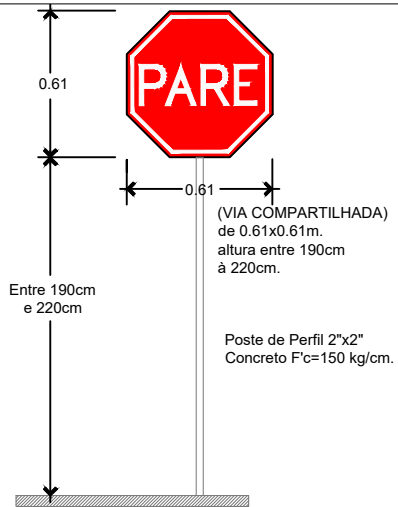 PARE
0.61
0.61
(VIA COMPARTILHADA)
de 0.61x0.61m.
altura entre 190cm
à 220cm.
Entre 190cm
e 220cm
Poste de Perfil 2"x2"
Concreto F'c=150 kg/cm.